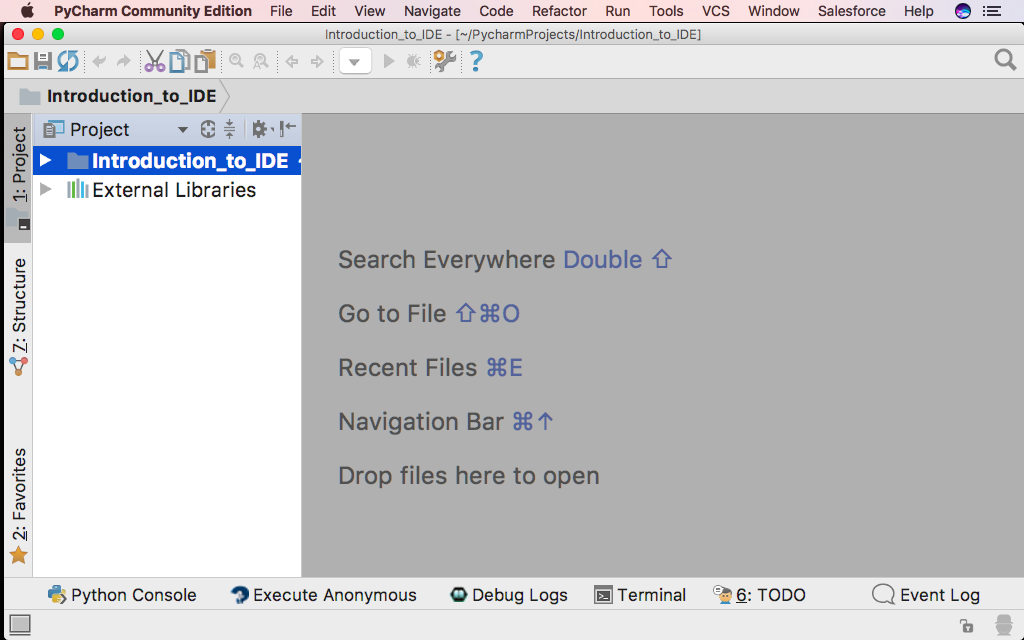 PyCharm Community Edition File Edit View Navigate Code Refactor Run Tools VCS Window Salesforce Help
Introduction_to_IDE - [~/PycharmProjects/Introduction_to_IDE]
?
Introduction_to_IDE
1: Project
Project
Introduction_to_IDE
External Libraries
Z: Structure
2: Favorites
Search Everywhere Double ⇧
Go to File ⇧⌘O
Recent Files ⌘E
Navigation Bar ⌘↑
Drop files here to open
Python Console Execute Anonymous Debug Logs Terminal 6: TODO Event Log